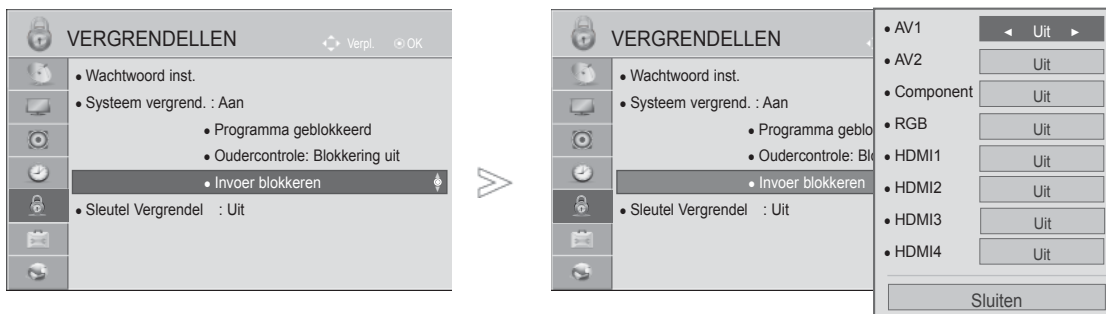 VERGRENDELLEN
Verpl.
OK
• Wachtwoord inst.
• Systeem vergrend. : Aan
• Programma geblokkeerd
• Oudercontrole: Blokkering uit
• Invoer blokkeren
• Sleutel Vergrendel : Uit
VERGRENDELLEN
• Wachtwoord inst.
• Systeem vergrend. : Aan
• Programma geblo
• Oudercontrole: Bl
• Invoer blokkeren
• Sleutel Vergrendel : Uit
• AV1 ◄ Uit ►
• AV2 Uit
• Component Uit
• RGB Uit
• HDMI1 Uit
• HDMI2 Uit
• HDMI3 Uit
• HDMI4 Uit
Sluiten